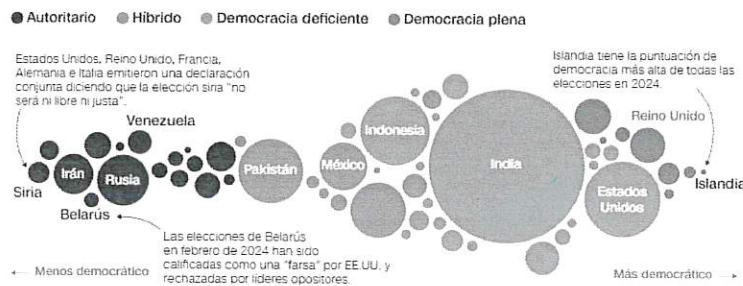 Autoritario Híbrido Democracia deficiente Democracia plena
Estados Unidos, Reino Unido, Francia,
Alemania e Italia emitieron una declaración
conjunta diciendo que la elección siria "no
será ni libre ni justa".
Islandia tiene la puntuación de
democracia más alta de todas las
elecciones en 2024.
Venezuela
Reino Unido
Indonesia
Siria
Irán
Rusia
Pakistán
México
India
Estados
Unidos
Islandia
Belarús
Las elecciones de Belarús
en febrero de 2024 han sido
calificadas como una "farsa" por EE.UU. y
rechazadas por líderes opositores.
← Menos democrático
Más democrático →